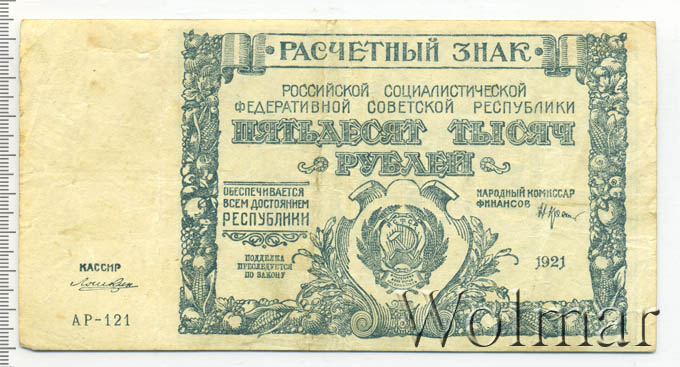 РАСЧЕТНЫЙ ЗНАК
РОССИЙСКОЙ СОЦИАЛИСТИЧЕСКОЙ
ФЕДЕРАТИВНОЙ СОВЕТСКОЙ РЕСПУБЛИКИ
ПЯТЬДЕСЯТ ТЫСЯЧ
РУБЛЕЙ
ОБЕСПЕЧИВАЕТСЯ
ВСЕМ ДОСТОЯНИЕМ
РЕСПУБЛИКИ
НАРОДНЫЙ КОМИССАР
ФИНАНСОВ
ПОДДЕЛКА
ПРЕСЛЕДУЕТСЯ
ПО ЗАКОНУ
1921
КАССИР
АР-121
Wolmar